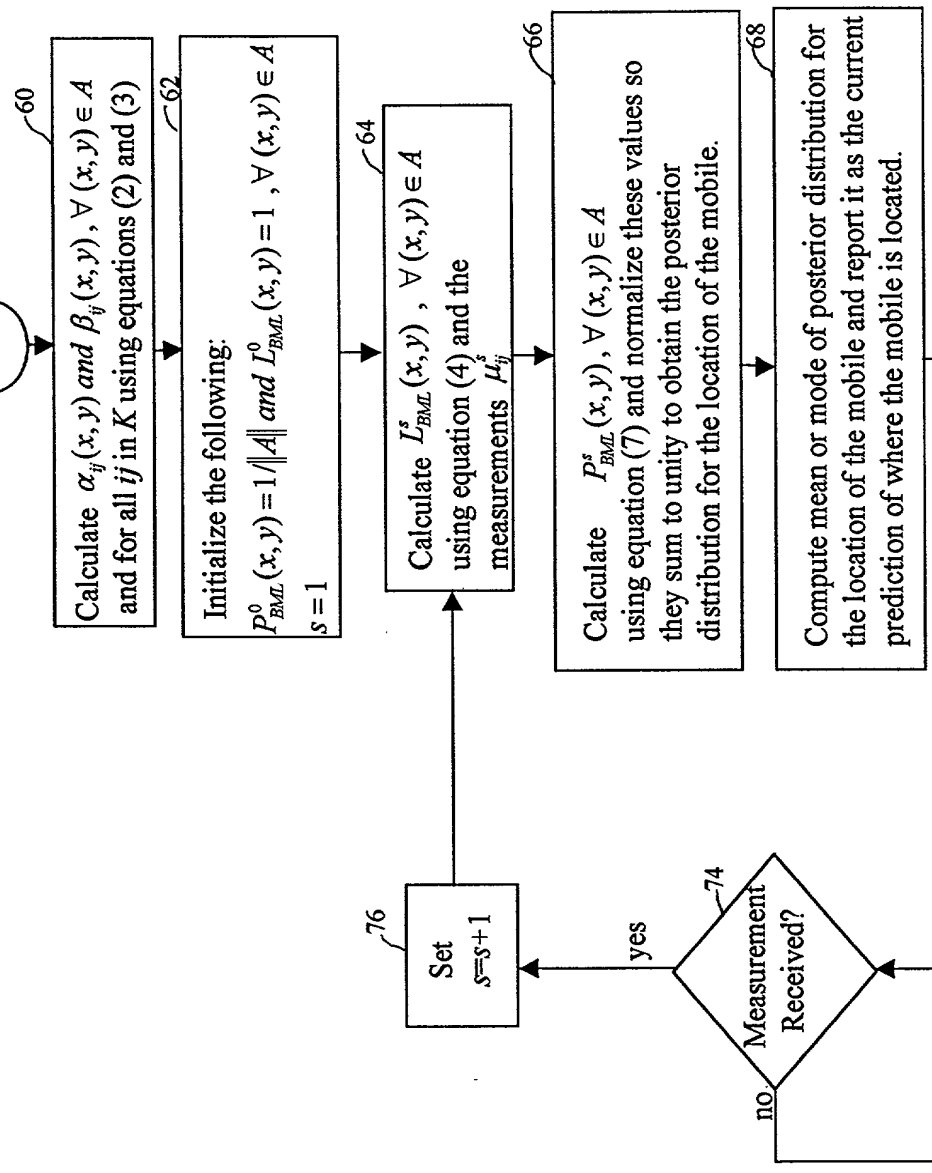 60
Calculate α_ij(x,y) and β_ij(x,y), ∀ (x,y) ∈ A
and for all ij in K using equations (2) and (3)
62
Initialize the following:
P⁰_BML(x,y) = 1/‖A‖ and L⁰_BML(x,y) = 1, ∀ (x,y) ∈ A
s = 1
64
Calculate L^s_BML(x,y), ∀ (x,y) ∈ A
using equation (4) and the
measurements μ^s_ij
66
Calculate P^s_BML(x,y), ∀ (x,y) ∈ A
using equation (7) and normalize these values so
they sum to unity to obtain the posterior
distribution for the location of the mobile.
68
Compute mean or mode of posterior distribution for
the location of the mobile and report it as the current
prediction of where the mobile is located.
76
Set
s=s+1
yes
74
Measurement
Received?
no